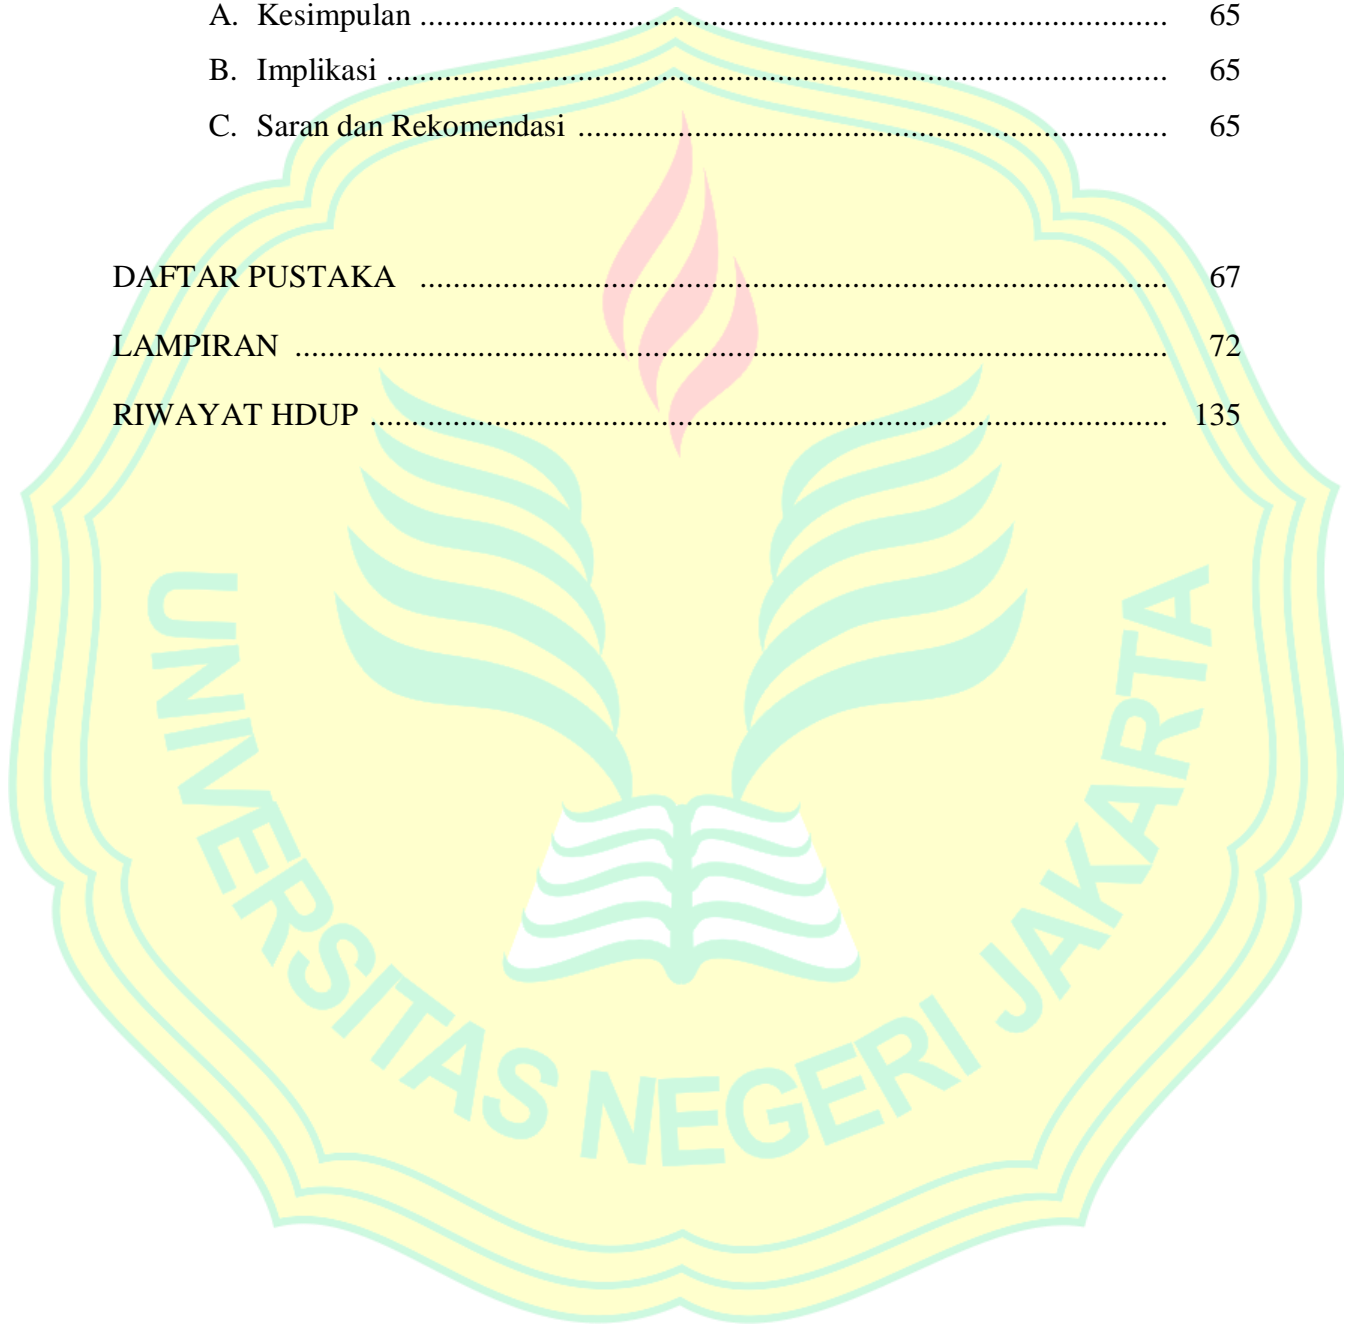 A. Kesimpulan ........................................................................................... 65
B. Implikasi ............................................................................................... 65
C. Saran dan Rekomendasi ........................................................................ 65
DAFTAR PUSTAKA ........................................................................................... 67
LAMPIRAN .......................................................................................................... 72
RIWAYAT HDUP ................................................................................................. 135
UNIVERSITAS NEGERI JAKARTA